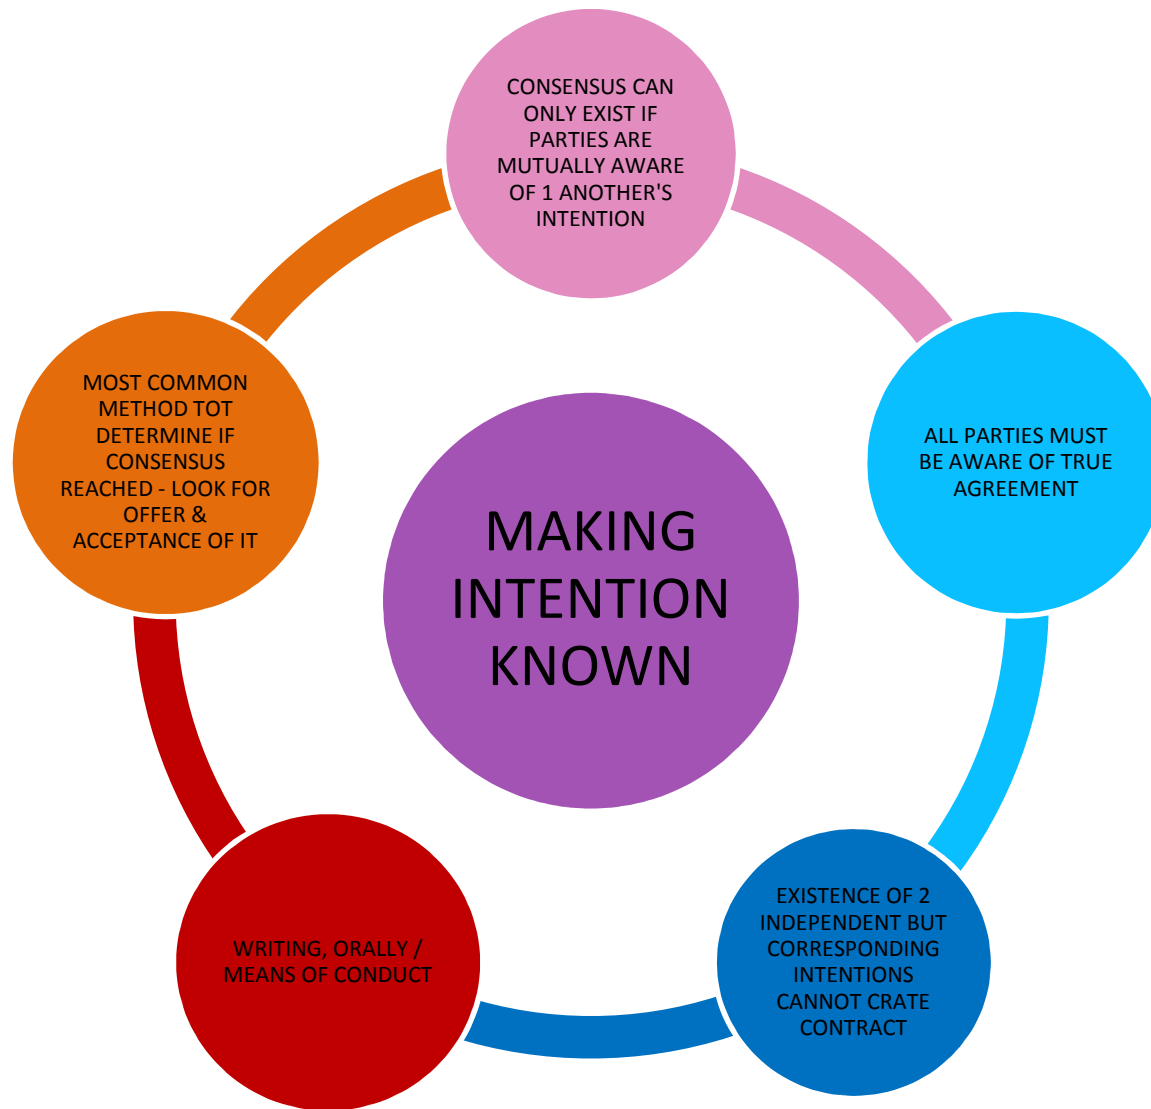 CONSENSUS CAN
ONLY EXIST IF
PARTIES ARE
MUTUALLY AWARE
OF 1 ANOTHER'S
INTENTION
ALL PARTIES MUST
BE AWARE OF TRUE
AGREEMENT
EXISTENCE OF 2
INDEPENDENT BUT
CORRESPONDING
INTENTIONS
CANNOT CRATE
CONTRACT
WRITING, ORALLY /
MEANS OF CONDUCT
MOST COMMON
METHOD TOT
DETERMINE IF
CONSENSUS
REACHED - LOOK FOR
OFFER &
ACCEPTANCE OF IT
MAKING
INTENTION
KNOWN